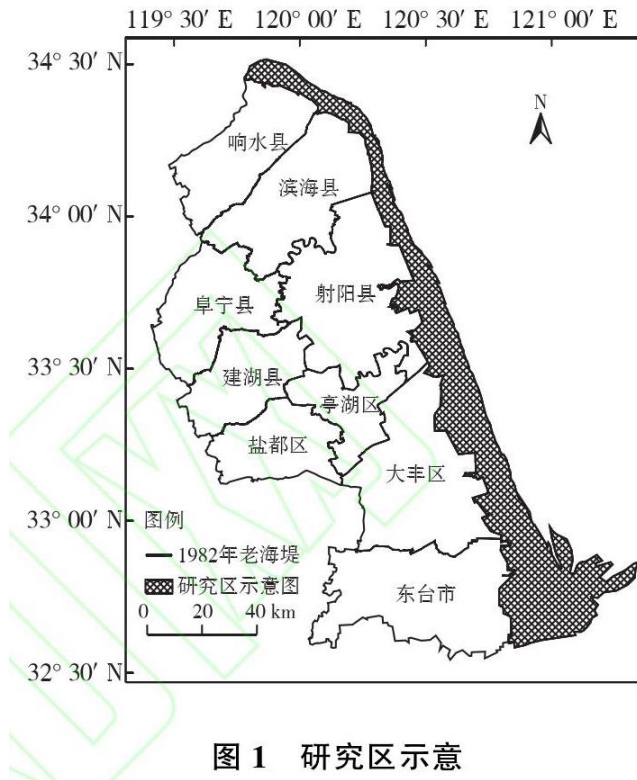 119° 30′ E 120° 00′ E 120° 30′ E 121° 00′ E
34° 30′ N
N
响水县
滨海县
34° 00′ N
射阳县
阜宁县
33° 30′ N
建湖县
亭湖区
盐都区
大丰区
33° 00′ N
图例
1982年老海堤
研究区示意图
东台市
0 20 40 km
32° 30′ N
图 1 研究区示意